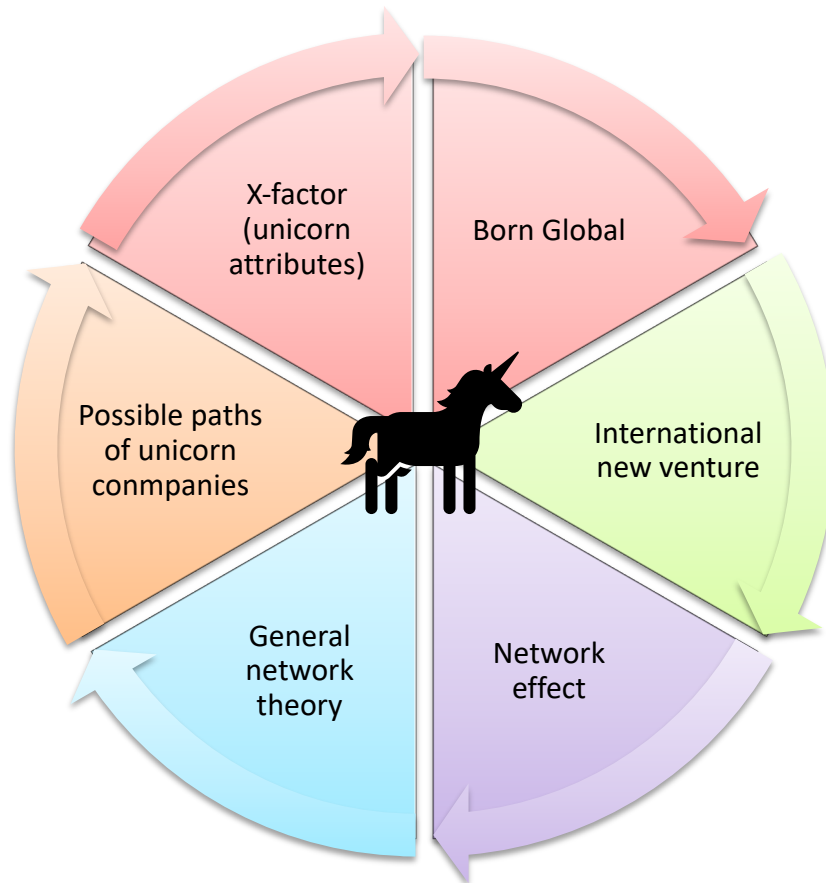 X-factor
(unicorn
attributes)
Born Global
International
new venture
Network
effect
General
network
theory
Possible paths
of unicorn
conmpanies